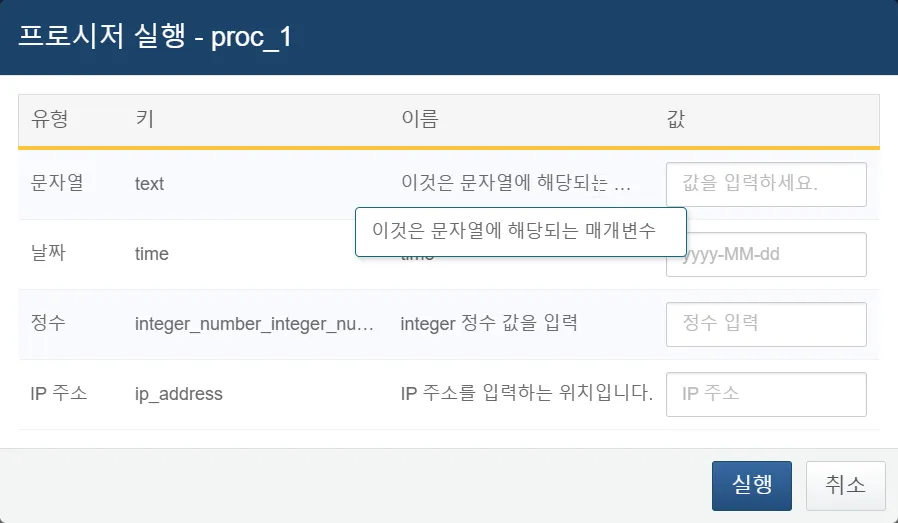 프로시저 실행 - proc_1
유형 키 이름 값
문자열 text 이것은 문자열에 해당되는 ... 값을 입력하세요.
이것은 문자열에 해당되는 매개변수
날짜 time time yyyy-MM-dd
정수 integer_number_integer_nu... integer 정수 값을 입력 정수 입력
IP 주소 ip_address IP 주소를 입력하는 위치입니다. IP 주소
실행 취소